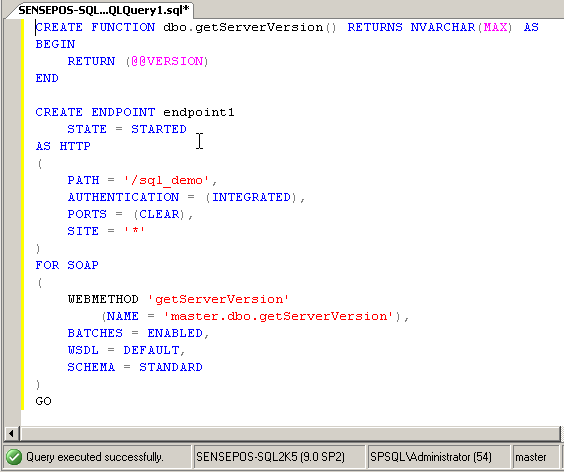 SENSEPOS-SQL...QLQuery1.sql*
CREATE FUNCTION dbo.getServerVersion() RETURNS NVARCHAR(MAX) AS
BEGIN
    RETURN (@@VERSION)
END
CREATE ENDPOINT endpoint1
    STATE = STARTED
AS HTTP
(
    PATH = '/sql_demo',
    AUTHENTICATION = (INTEGRATED),
    PORTS = (CLEAR),
    SITE = '*'
)
FOR SOAP
(
    WEBMETHOD 'getServerVersion'
        (NAME = 'master.dbo.getServerVersion'),
    BATCHES = ENABLED,
    WSDL = DEFAULT,
    SCHEMA = STANDARD
)
GO
Query executed successfully. SENSEPOS-SQL2K5 (9.0 SP2) SPSQL\Administrator (54) master